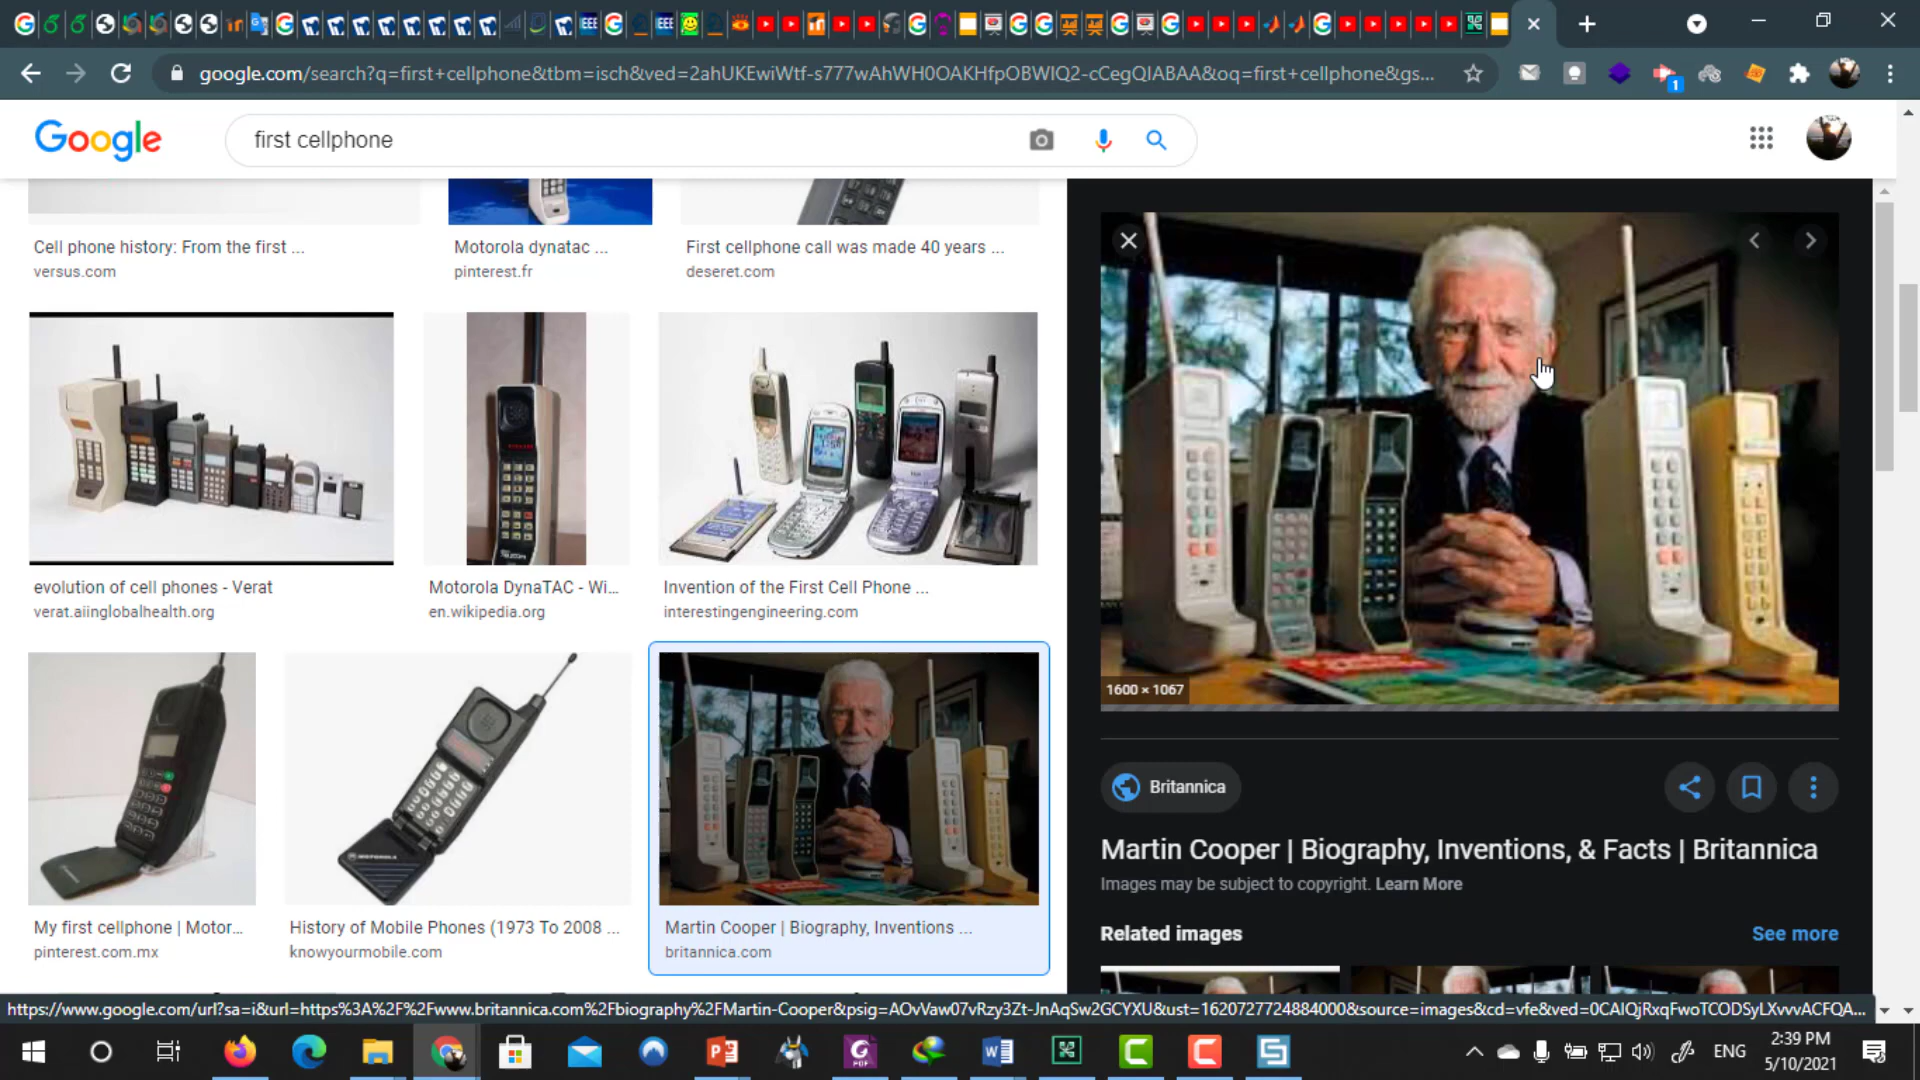 google.com/search?q=first+cellphone&tbm=isch&ved=2ahUKEwiWtf-s777wAhWH0OAKHfpOBWIQ2-cCegQIABAA&oq=first+cellphone&gs...
1
Google
first cellphone
Cell phone history: From the first ...
versus.com
Motorola dynatac ...
pinterest.fr
First cellphone call was made 40 years ...
deseret.com
evolution of cell phones - Verat
verat.aiinglobalhealth.org
Motorola DynaTAC - Wi...
en.wikipedia.org
Invention of the First Cell Phone ...
interestingengineering.com
My first cellphone | Motor...
pinterest.com.mx
History of Mobile Phones (1973 To 2008 ...
knowyourmobile.com
Martin Cooper | Biography, Inventions ...
britannica.com
1600 × 1067
Britannica
Martin Cooper | Biography, Inventions, & Facts | Britannica
Images may be subject to copyright. Learn More
Related images
See more
https://www.google.com/url?sa=i&url=https%3A%2F%2Fwww.britannica.com%2Fbiography%2FMartin-Cooper&psig=AOvVaw07vRzy3Zt-JnAqSw2GCYXU&ust=1620727724884000&source=images&cd=vfe&ved=0CAIQjRxqFwoTCODSyLXvvvACFQA...
ENG
2:39 PM
5/10/2021